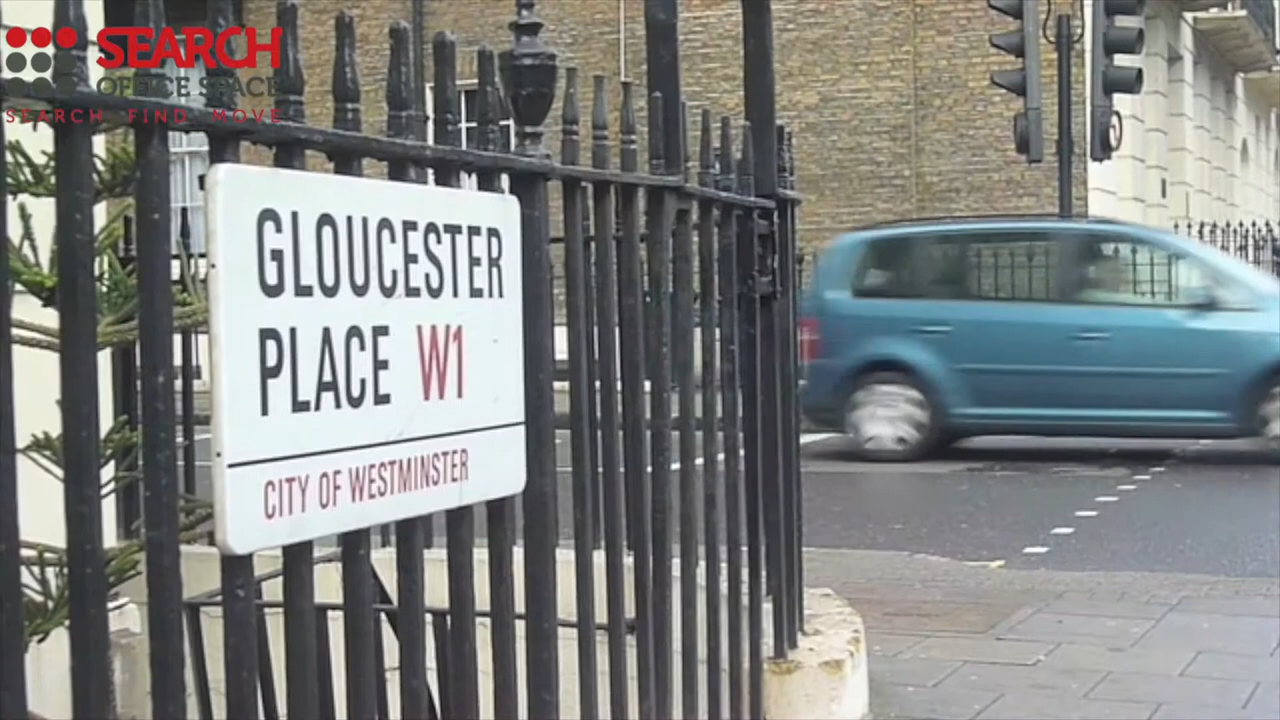 SEARCH
OFFICE SPACE
SEARCH FIND MOVE
GLOUCESTER
PLACE W1
CITY OF WESTMINSTER